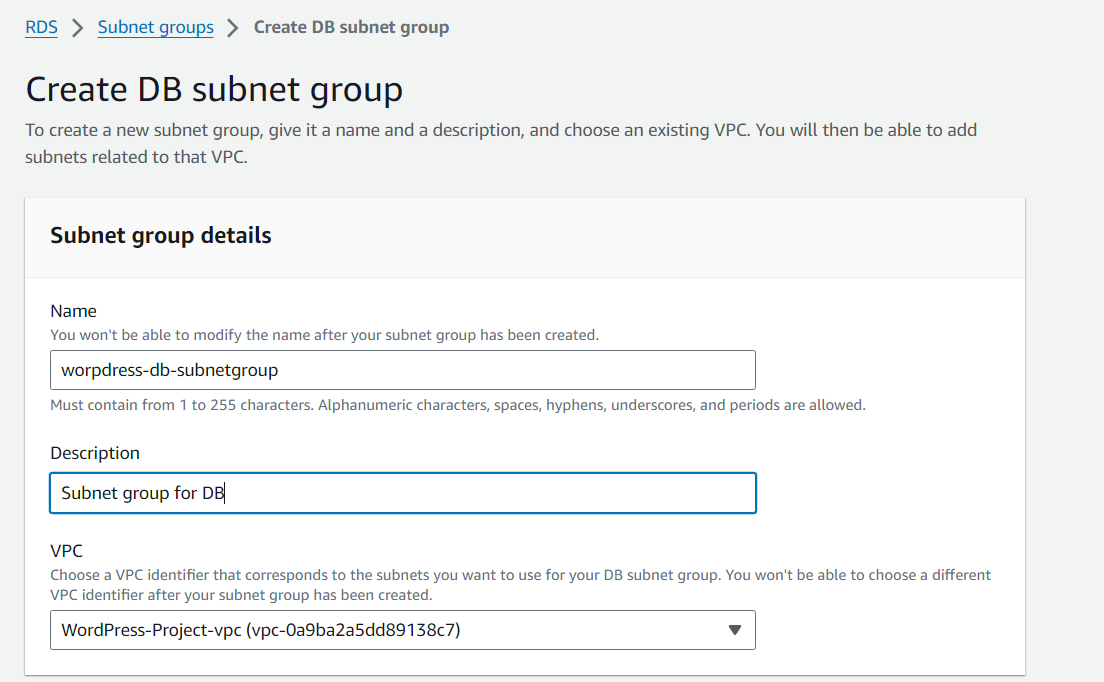 RDS > Subnet groups > Create DB subnet group
Create DB subnet group
To create a new subnet group, give it a name and a description, and choose an existing VPC. You will then be able to add
subnets related to that VPC.
Subnet group details
Name
You won't be able to modify the name after your subnet group has been created.
worpdress-db-subnetgroup
Must contain from 1 to 255 characters. Alphanumeric characters, spaces, hyphens, underscores, and periods are allowed.
Description
Subnet group for DB
VPC
Choose a VPC identifier that corresponds to the subnets you want to use for your DB subnet group. You won't be able to choose a different
VPC identifier after your subnet group has been created.
WordPress-Project-vpc (vpc-0a9ba2a5dd89138c7)